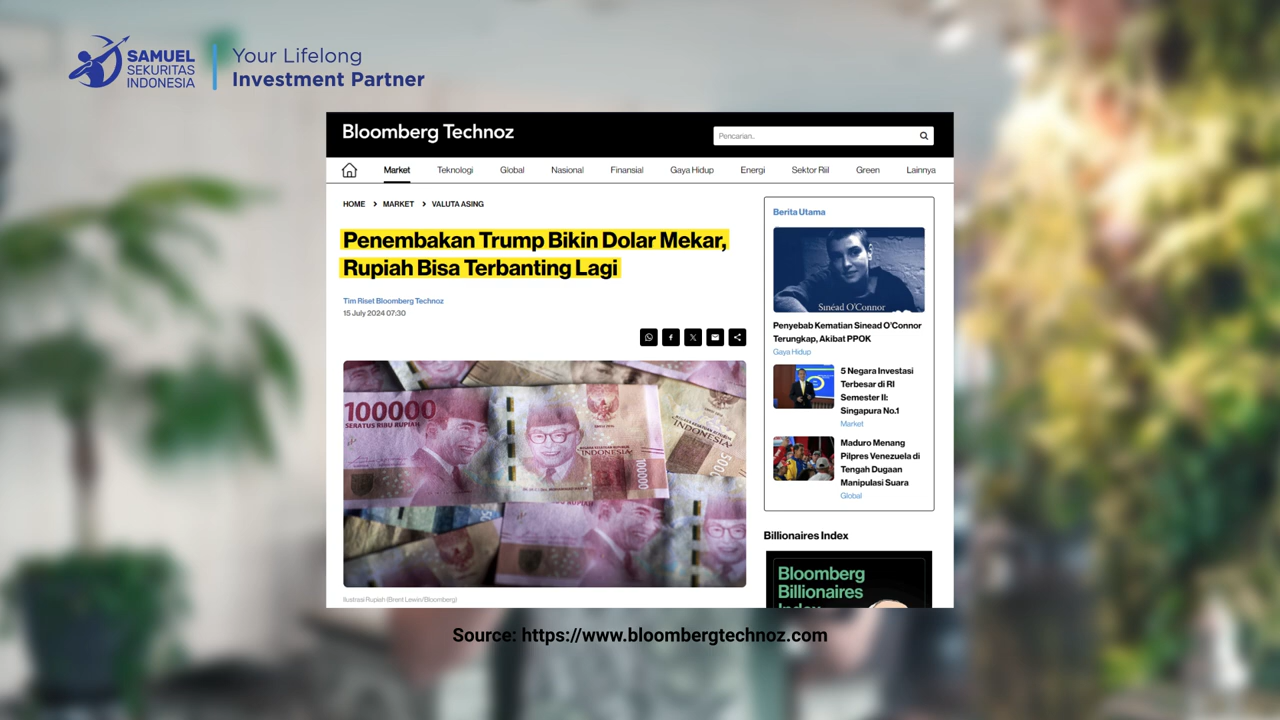 SAMUEL
SEKURITAS
INDONESIA
Your Lifelong
Investment Partner
Bloomberg Technoz
Pencarian..
Market
Teknologi
Global
Nasional
Finansial
Gaya Hidup
Energi
Sektor Riil
Green
Lainnya
HOME > MARKET > VALUTA ASING
Penembakan Trump Bikin Dolar Mekar,
Rupiah Bisa Terbanting Lagi
Tim Riset Bloomberg Technoz
15 July 2024 07:30
100000
SERATUS RIBU RUPIAH
INDONESIA
100000
INDONESIA
Ilustrasi Rupiah (Brent Lewin/Bloomberg)
Berita Utama
SINÉAD O'CONNOR
Penyebab Kematian Sinead O'Connor
Terungkap, Akibat PPOK
Gaya Hidup
5 Negara Investasi
Terbesar di RI
Semester II:
Singapura No.1
Market
Maduro Menang
Pilpres Venezuela di
Tengah Dugaan
Manipulasi Suara
Global
Billionaires Index
Bloomberg
Billionaires
Index
Source: https://www.bloombergtechnoz.com